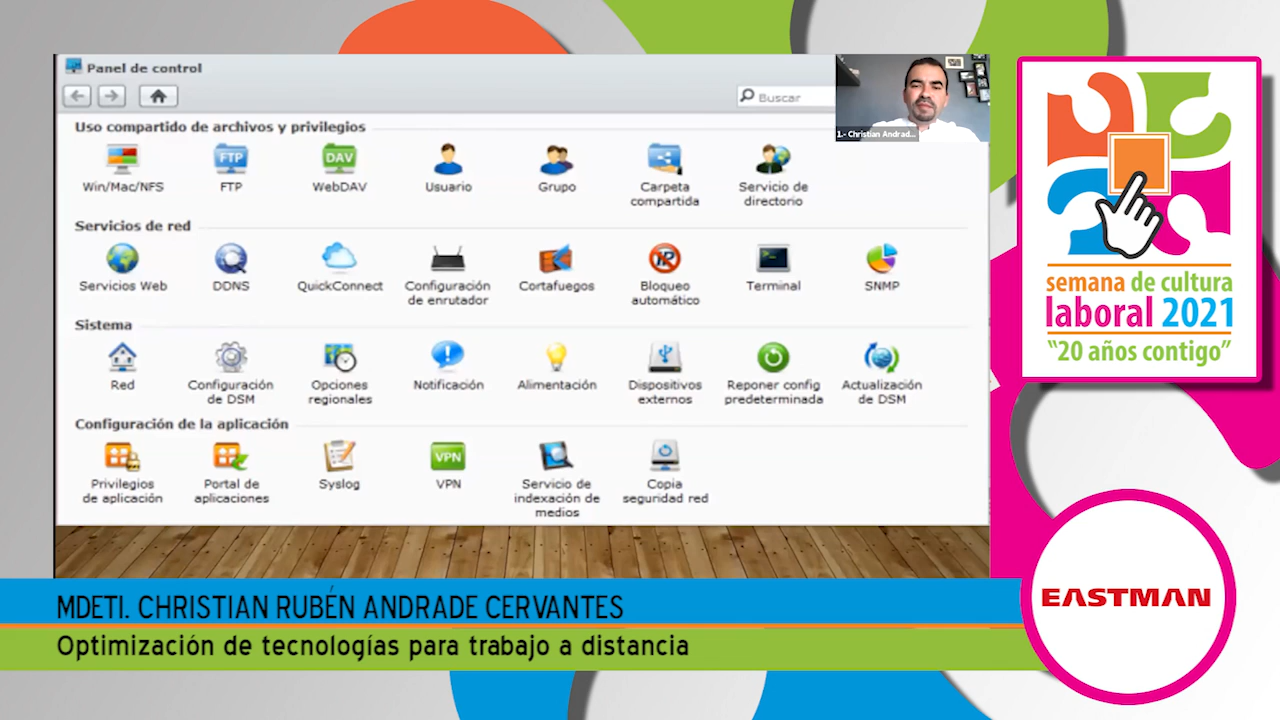 Panel de control
Buscar
1.- Christian Andrad...
Uso compartido de archivos y privilegios
Win/Mac/NFS
FTP
FTP
DAV
WebDAV
Usuario
Grupo
Carpeta
compartida
Servicio de
directorio
Servicios de red
Servicios Web
DDNS
QuickConnect
Configuración
de enrutador
Cortafuegos
IP
Bloqueo
automático
Terminal
SNMP
Sistema
Red
Configuración
de DSM
Opciones
regionales
Notificación
Alimentación
Dispositivos
externos
Reponer config
predeterminada
Actualización
de DSM
Configuración de la aplicación
Privilegios
de aplicación
Portal de
aplicaciones
Syslog
VPN
VPN
Servicio de
indexación de
medios
Copia
seguridad red
semana de cultura
laboral 2021
"20 años contigo"
EASTMAN
MDETI. CHRISTIAN RUBÉN ANDRADE CERVANTES
Optimización de tecnologías para trabajo a distancia